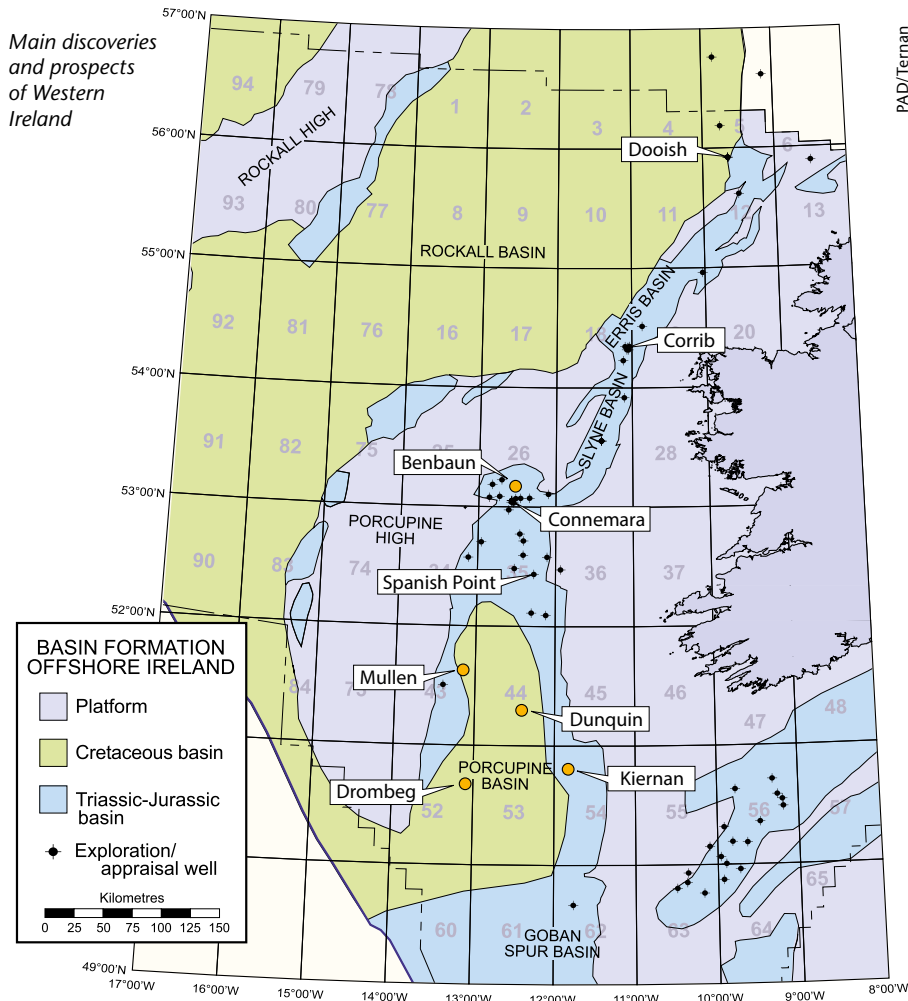 57°00'N
Main discoveries
and prospects
of Western
Ireland
PAD/Ternan
94
79
78
1
2
3
4
5
6
56°00'N
Dooish
ROCKALL HIGH
93
80
77
8
9
10
11
12
13
55°00'N
ROCKALL BASIN
92
81
76
16
17
18
ERRIS BASIN
20
Corrib
54°00'N
SLYNE BASIN
91
82
75
25
26
28
Benbaun
53°00'N
Connemara
PORCUPINE
HIGH
90
83
74
34
35
36
37
Spanish Point
52°00'N
BASIN FORMATION
OFFSHORE IRELAND
Platform
Cretaceous basin
Triassic-Jurassic
basin
Exploration/
appraisal well
Kilometres
0 25 50 75 100 125 150
Mullen
84
73
43
44
45
46
47
48
Dunquin
PORCUPINE
BASIN
Kiernan
Drombeg
52
53
54
55
56
57
60
61
62
63
64
65
GOBAN
SPUR BASIN
49°00'N
17°00'W
16°00'W
15°00'W
14°00'W
13°00'W
12°00'W
11°00'W
10°00'W
9°00'W
8°00'W